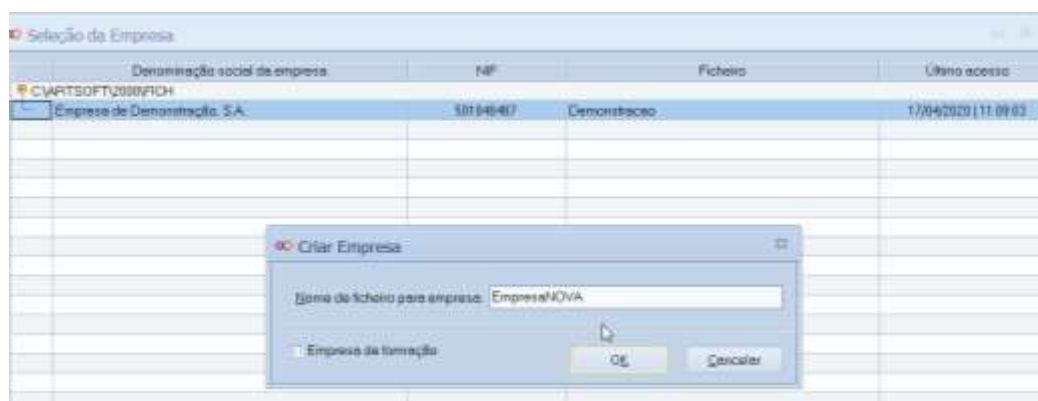 Seleção da Empresa
Denominação social da empresa NIF Ficheiro Último acesso
C:\ARTSOFT\2000\FICH
Empresa de Demonstração, S.A. Demonstracao 17/04/2020 | 11:09:03
Criar Empresa
Nome do ficheiro para empresa: EmpresaNOVA
Empresa de formação
OK Cancelar